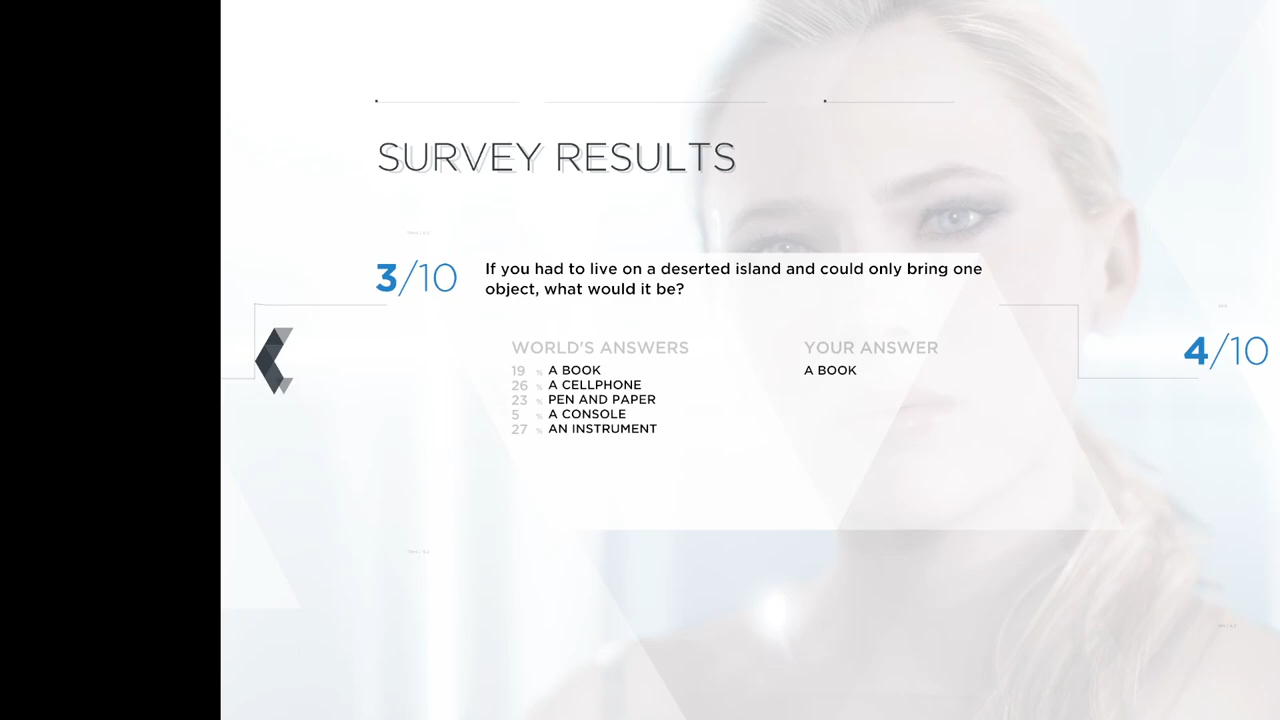 SURVEY RESULTS
3/10
If you had to live on a deserted island and could only bring one
object, what would it be?
WORLD'S ANSWERS
19 % A BOOK
26 % A CELLPHONE
23 % PEN AND PAPER
5 % A CONSOLE
27 % AN INSTRUMENT
YOUR ANSWER
A BOOK
4/10